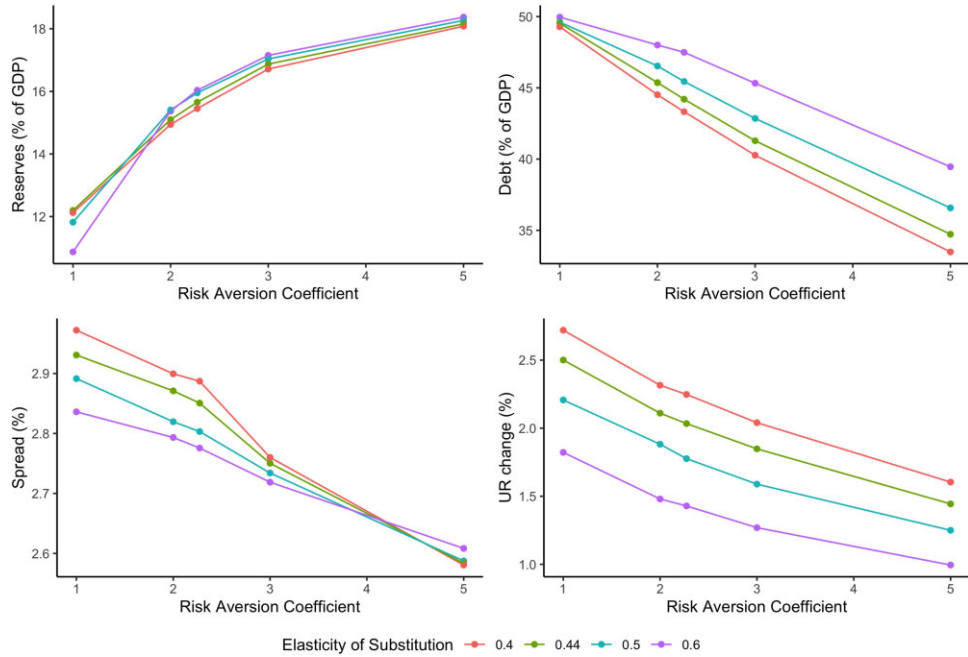 Reserves (% of GDP)
18
16
14
12
1 2 3 4 5
Risk Aversion Coefficient
Debt (% of GDP)
50
45
40
35
1 2 3 4 5
Risk Aversion Coefficient
Spread (%)
2.9
2.8
2.7
2.6
1 2 3 4 5
Risk Aversion Coefficient
UR change (%)
2.5
2.0
1.5
1.0
1 2 3 4 5
Risk Aversion Coefficient
Elasticity of Substitution 0.4 0.44 0.5 0.6